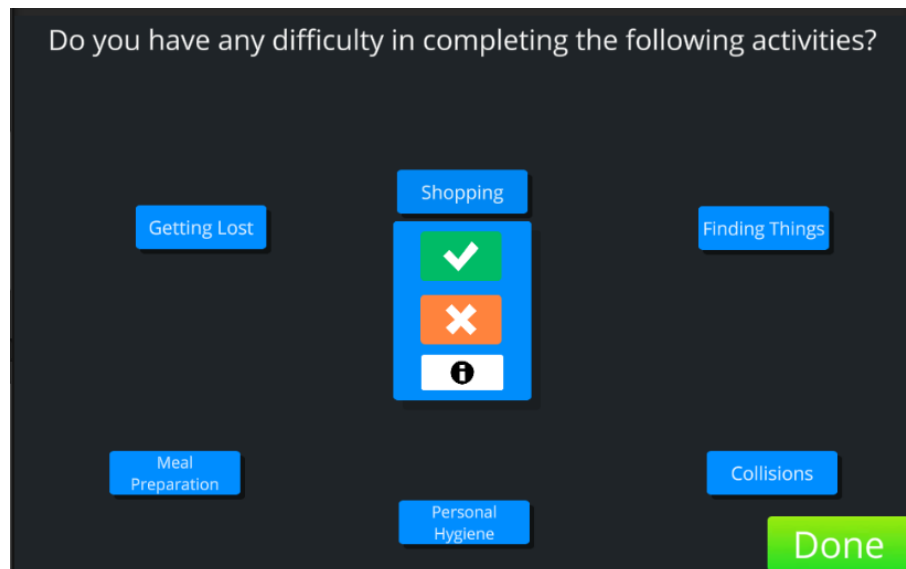 Do you have any difficulty in completing the following activities?
Shopping
Getting Lost
Finding Things
Meal
Preparation
Collisions
Personal
Hygiene
Done